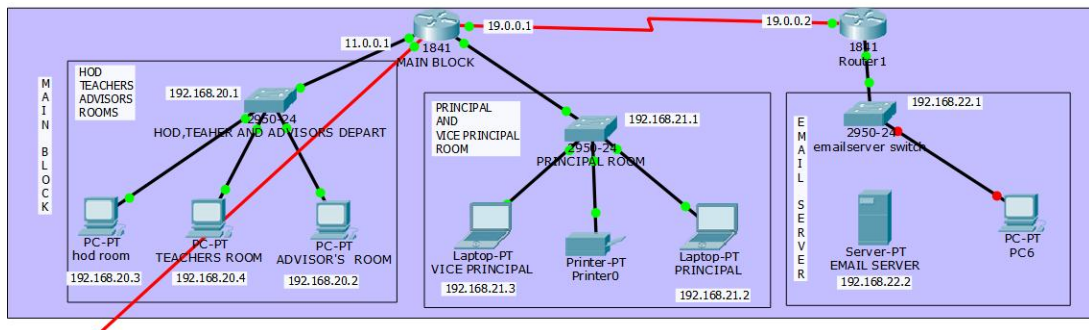 19.0.0.1
19.0.0.2
11.0.0.1
1841
MAIN BLOCK
1841
Router1
MAIN BLOCK
HOD
TEACHERS
ADVISORS
ROOMS
192.168.20.1
2950-24
HOD,TEAHER AND ADVISORS DEPART
PC-PT
hod room
192.168.20.3
PC-PT
TEACHERS ROOM
192.168.20.4
PC-PT
ADVISOR'S ROOM
192.168.20.2
PRINCIPAL
AND
VICE PRINCIPAL
ROOM
192.168.21.1
2950-24
PRINCIPAL ROOM
Laptop-PT
VICE PRINCIPAL
192.168.21.3
Printer-PT
Printer0
Laptop-PT
PRINCIPAL
192.168.21.2
EMAIL SERVER
192.168.22.1
2950-24
emailserver switch
Server-PT
EMAIL SERVER
192.168.22.2
PC-PT
PC6